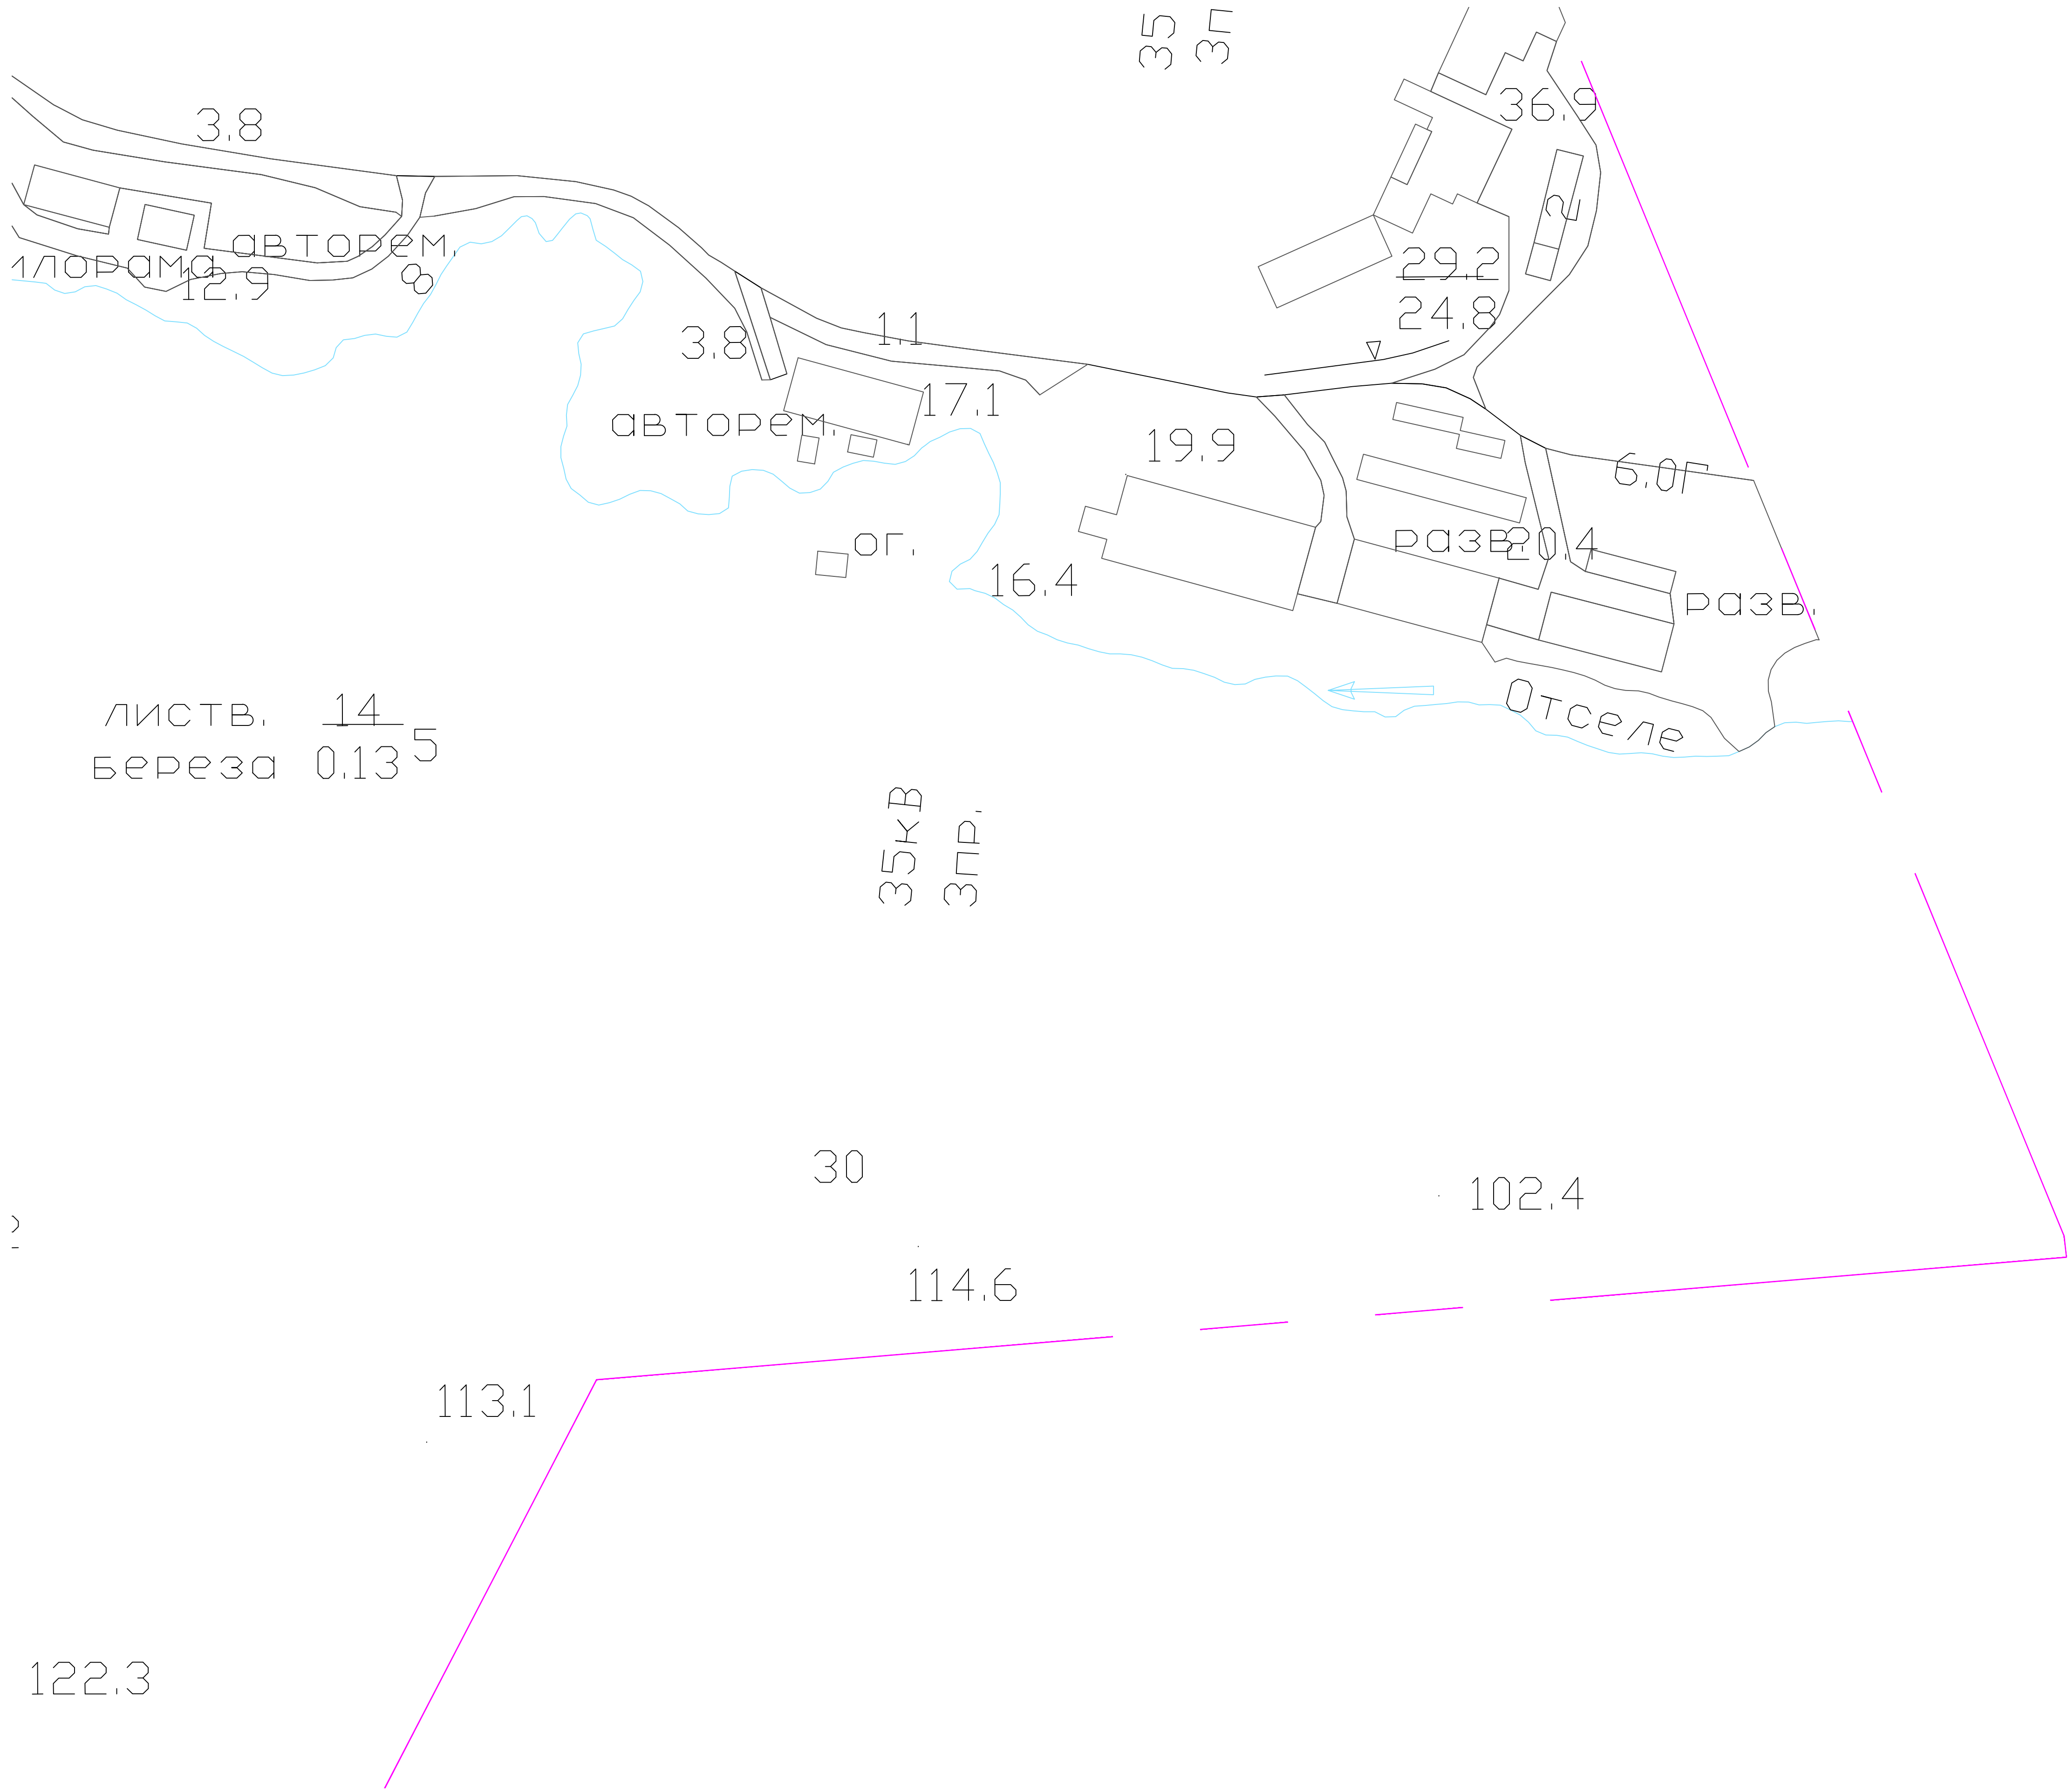 35
3П
3,8
36,9
авторем.
12,9
8
29,2
24,8
3,8
1,1
17,1
авторем.
19,9
6,0Г
ог.
разв.
20,4
16,4
разв.
Отселе
листв. 14
береза 0,13 5
35кВ
3пр.
30
102,4
114,6
113,1
122,3